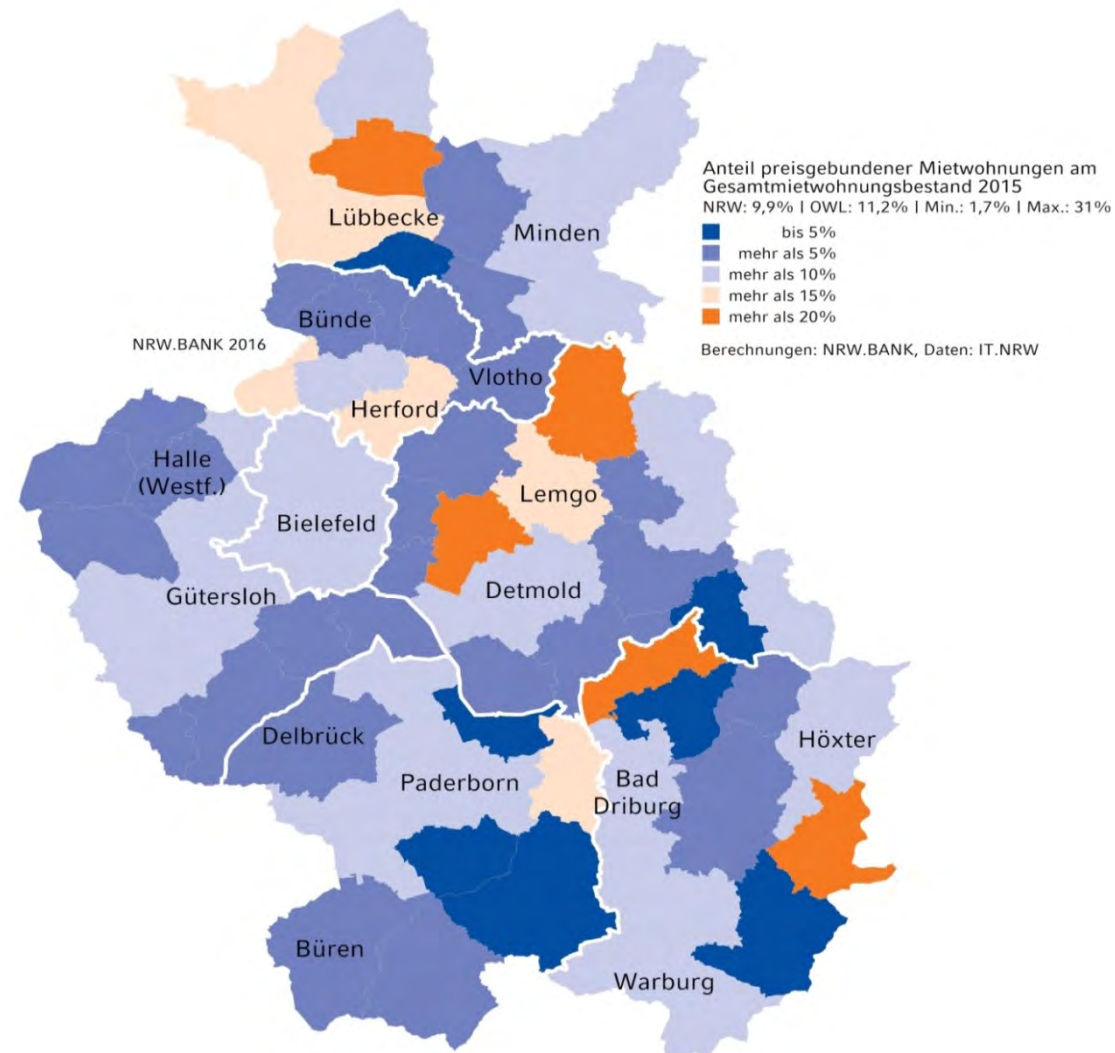 Anteil preisgebundener Mietwohnungen am
Gesamtmietwohnungsbestand 2015
NRW: 9,9% | OWL: 11,2% | Min.: 1,7% | Max.: 31%
bis 5%
mehr als 5%
mehr als 10%
mehr als 15%
mehr als 20%
Berechnungen: NRW.BANK, Daten: IT.NRW
NRW.BANK 2016
Lübbecke
Minden
Bünde
Vlotho
Herford
Halle
(Westf.)
Lemgo
Bielefeld
Gütersloh
Detmold
Delbrück
Höxter
Paderborn
Bad
Driburg
Büren
Warburg